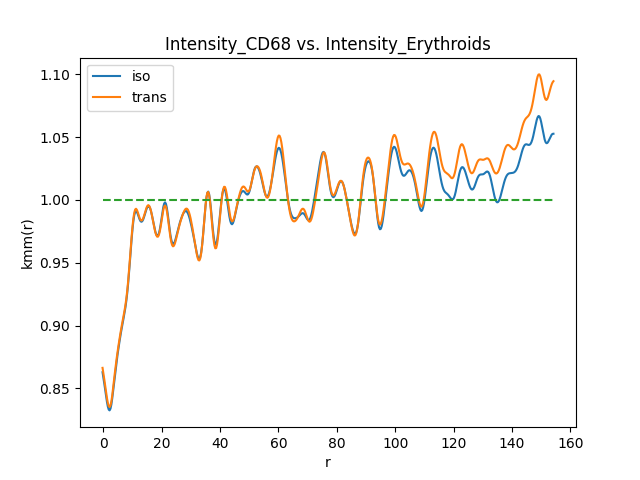 Intensity_CD68 vs. Intensity_Erythroids
iso
trans
1.10
1.05
1.00
0.95
0.90
0.85
kmm(r)
0 20 40 60 80 100 120 140 160
r